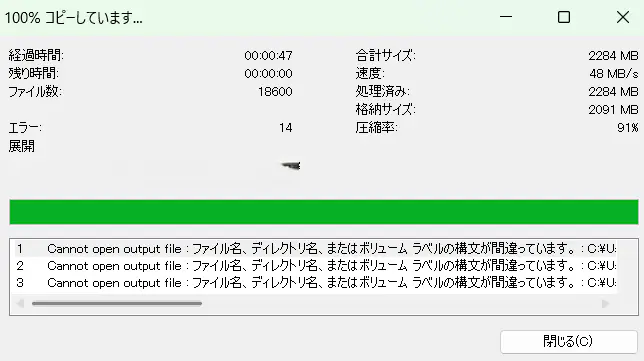 100% コピーしています...
経過時間: 00:00:47 合計サイズ: 2284 MB
残り時間: 00:00:00 速度: 48 MB/s
ファイル数: 18600 処理済み: 2284 MB
格納サイズ: 2091 MB
エラー: 14 圧縮率: 91%
展開
1 Cannot open output file : ファイル名、ディレクトリ名、またはボリューム ラベルの構文が間違っています。 : C:¥U
2 Cannot open output file : ファイル名、ディレクトリ名、またはボリューム ラベルの構文が間違っています。 : C:¥U
3 Cannot open output file : ファイル名、ディレクトリ名、またはボリューム ラベルの構文が間違っています。 : C:¥U
閉じる(C)